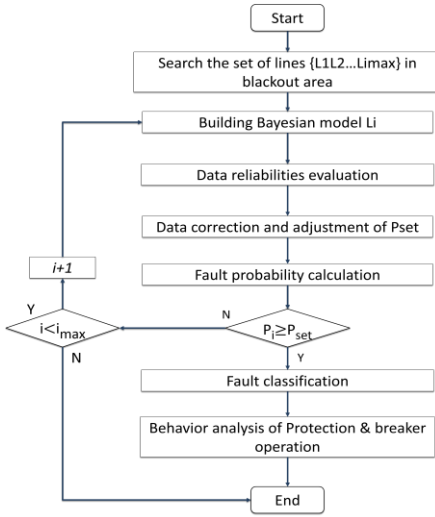 Start
Search the set of lines {L1L2...Limax} in
blackout area
Building Bayesian model Li
Data reliabilities evaluation
Data correction and adjustment of Pset
i+1
Fault probability calculation
Y
N
i<imax
Pi≥Pset
N
Y
Fault classification
Behavior analysis of Protection & breaker
operation
End